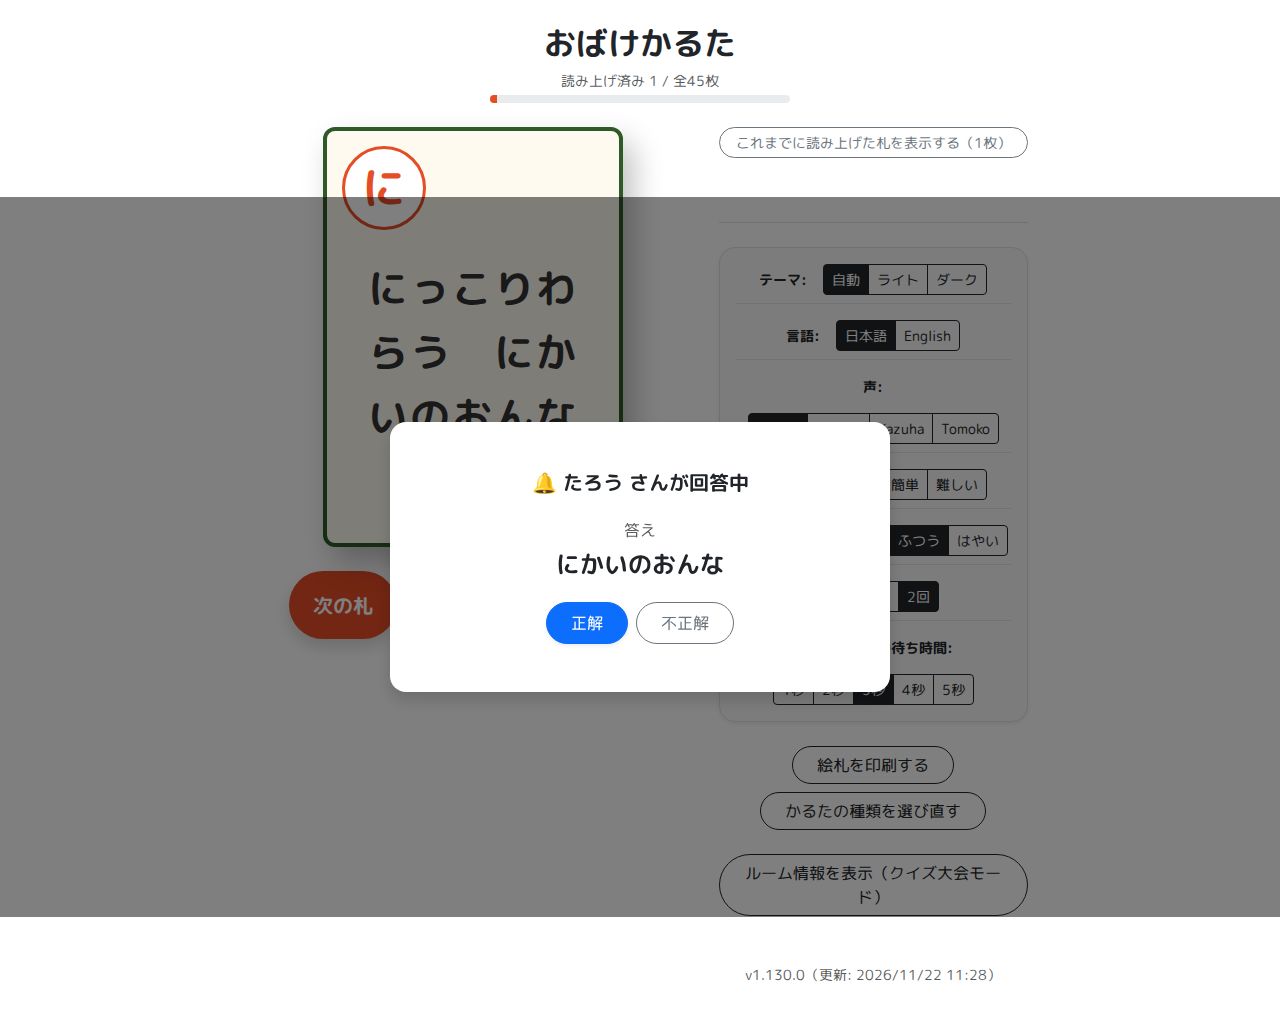 おばけかるた
読み上げ済み 1 / 全45枚
に
にっこりわ
らう　にか
いのおんな
次の札
これまでに読み上げた札を表示する（1枚）
テーマ: 自動 ライト ダーク
言語: 日本語 English
声:
Tomoko
簡単 難しい
ふつう はやい
2回
待ち時間:
4秒 5秒
🔔 たろう さんが回答中
答え
にかいのおんな
正解 不正解
絵札を印刷する
かるたの種類を選び直す
ルーム情報を表示（クイズ大会モー
ド）
v1.130.0（更新: 2026/11/22 11:28）